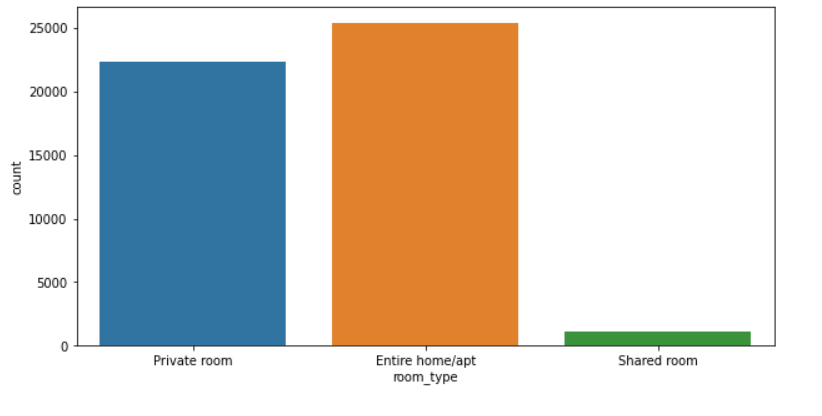 25000
20000
15000
10000
5000
0
count
Private room
Entire home/apt
Shared room
room_type